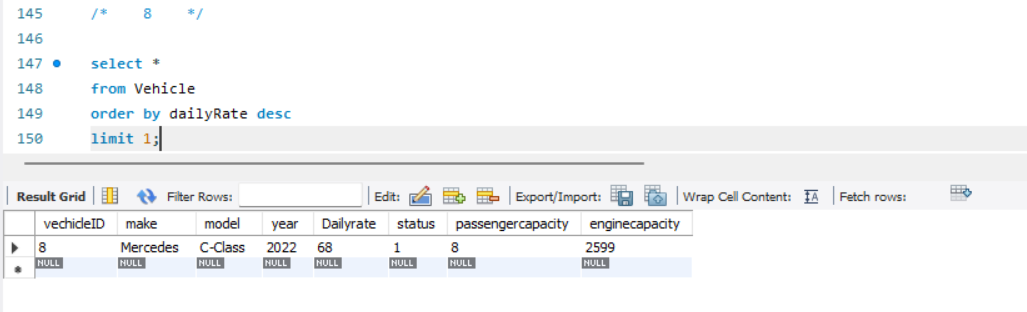 145 /* 8 */
146
147 select *
148 from Vehicle
149 order by dailyRate desc
150 limit 1;
Result Grid Filter Rows: Edit: Export/Import: Wrap Cell Content: Fetch rows:
vechicleID make model year Dailyrate status passengercapacity enginecapacity
8 Mercedes C-Class 2022 68 1 8 2599
NULL NULL NULL NULL NULL NULL NULL NULL